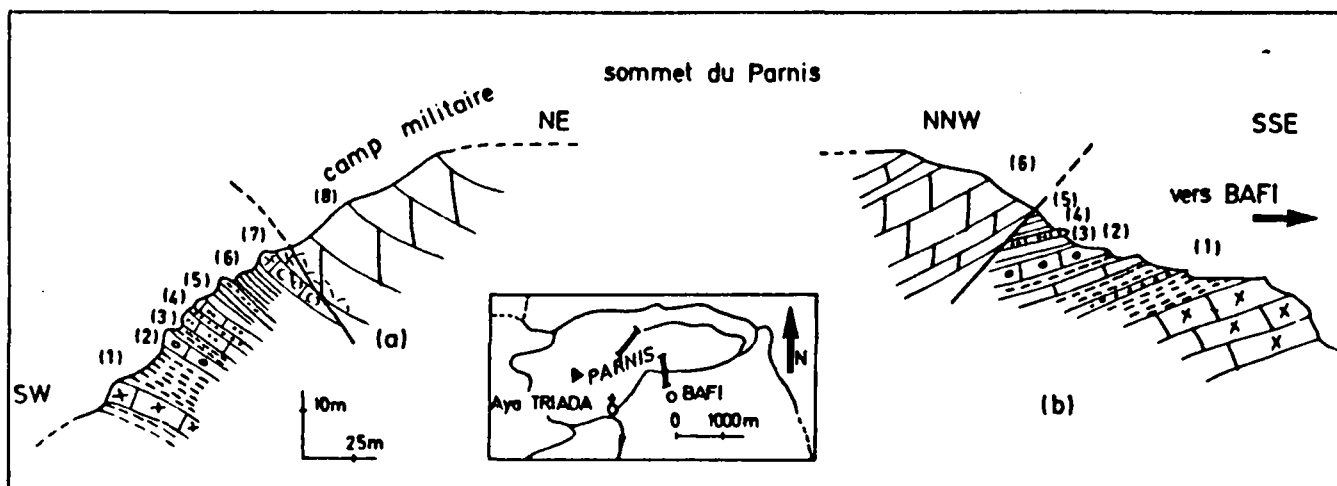 sommet du Parnis
camp militaire
NE
NNW
SSE
vers BAFI
(8)
(7)
(6)
(5)
(4)
(3)
(2)
(1)
SW
(a)
10m
25m
(6)
(5)
(4)
(3)
(2)
(1)
(b)
PARNIS
Aya TRIADA
BAFI
0 1000m
N